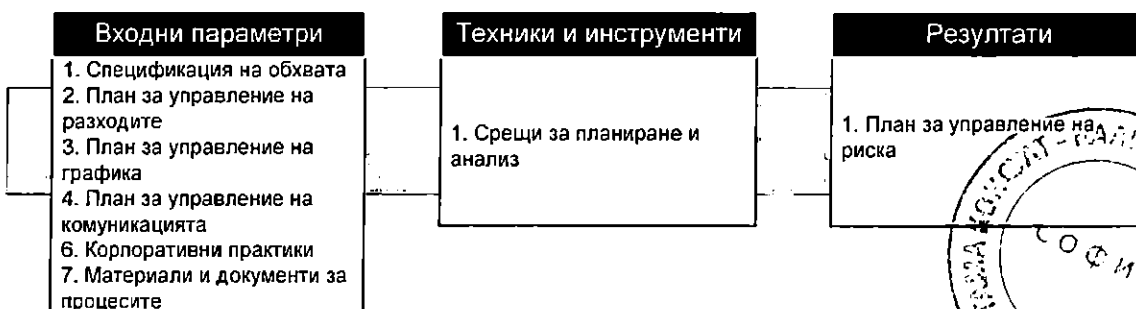 Входни параметри
1. Спецификация на обхвата
2. План за управление на
разходите
3. План за управление на
графика
4. План за управление на
комуникацията
6. Корпоративни практики
7. Материали и документи за
процесите
Техники и инструменти
1. Срещи за планиране и
анализ
Резултати
1. План за управление на
риска